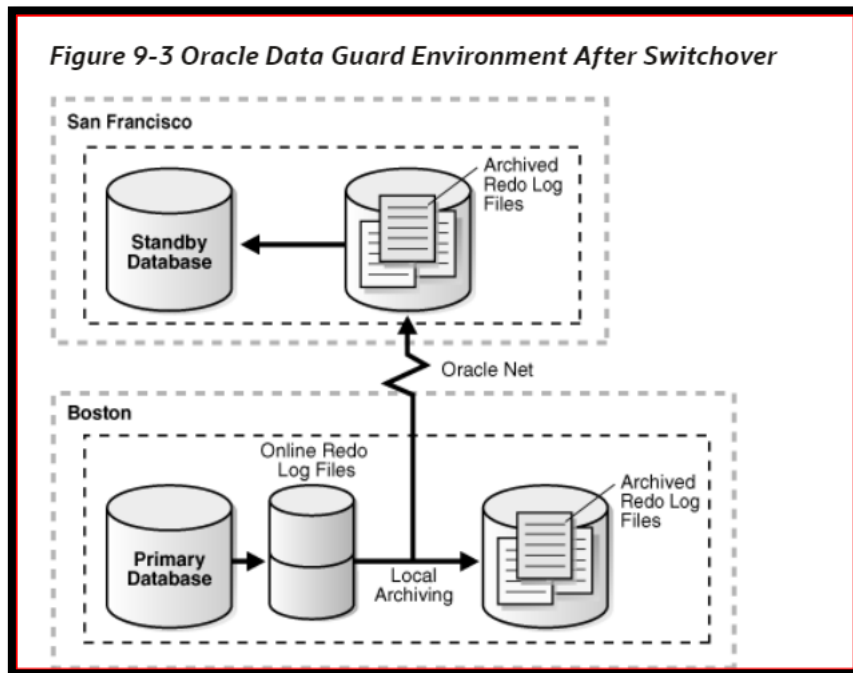 Figure 9-3 Oracle Data Guard Environment After Switchover
San Francisco
Archived
Redo Log
Files
Standby
Database
Oracle Net
Boston
Online Redo
Log Files
Archived
Redo Log
Files
Primary
Database
Local
Archiving